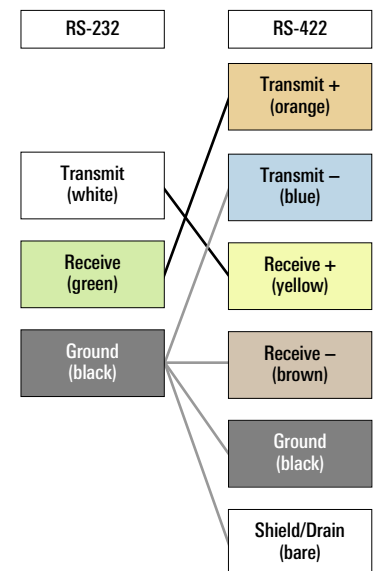 RS-232
RS-422
Transmit +
(orange)
Transmit
(white)
Transmit –
(blue)
Receive
(green)
Receive +
(yellow)
Ground
(black)
Receive –
(brown)
Ground
(black)
Shield/Drain
(bare)